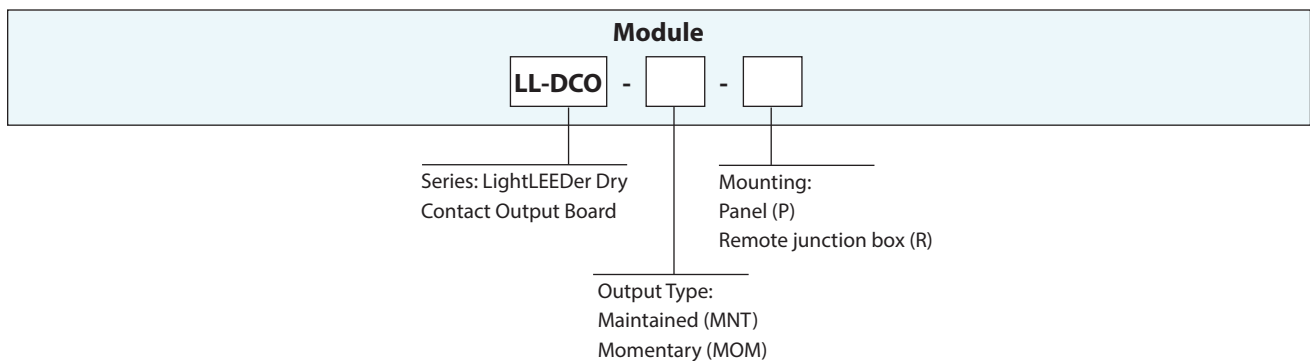 Module
LL-DCO - -
Series: LightLEEDer Dry
Contact Output Board
Mounting:
Panel (P)
Remote junction box (R)
Output Type:
Maintained (MNT)
Momentary (MOM)